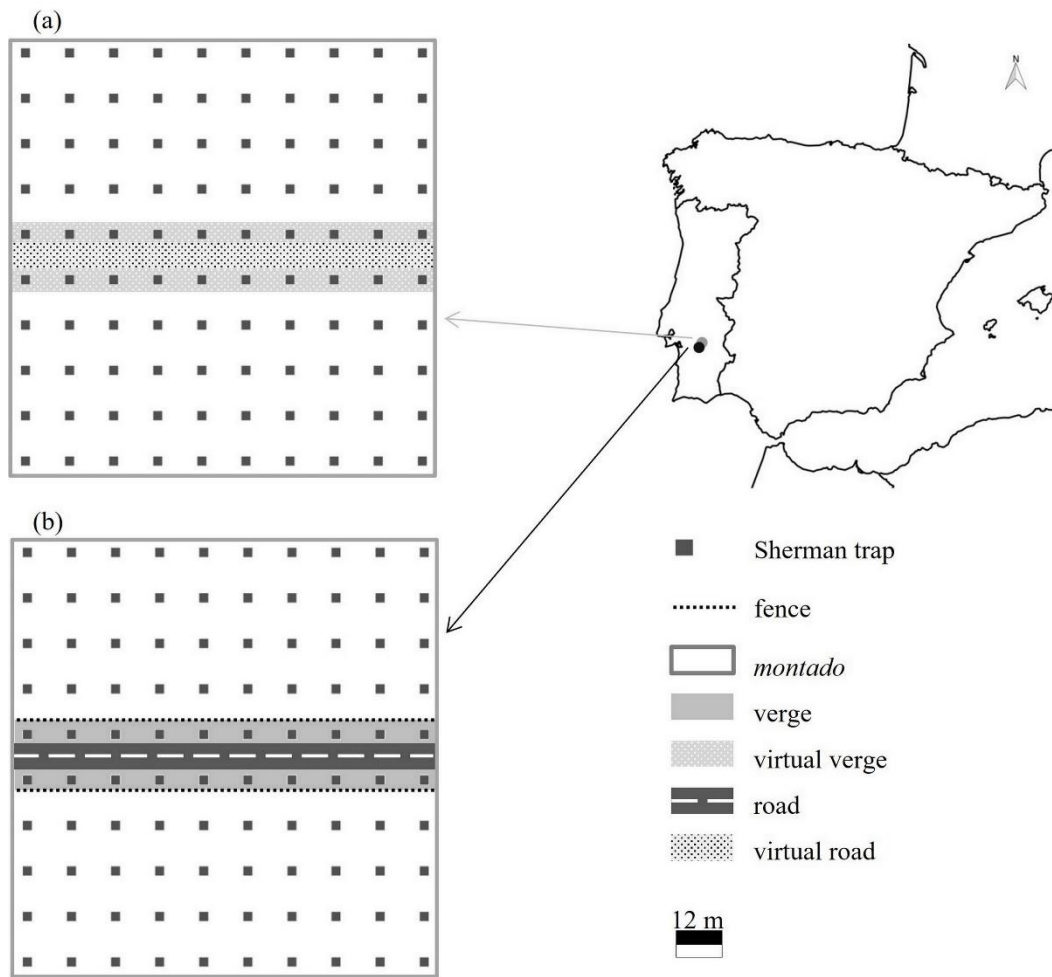 (a)
N
(b)
Sherman trap
fence
montado
verge
virtual verge
road
virtual road
12 m